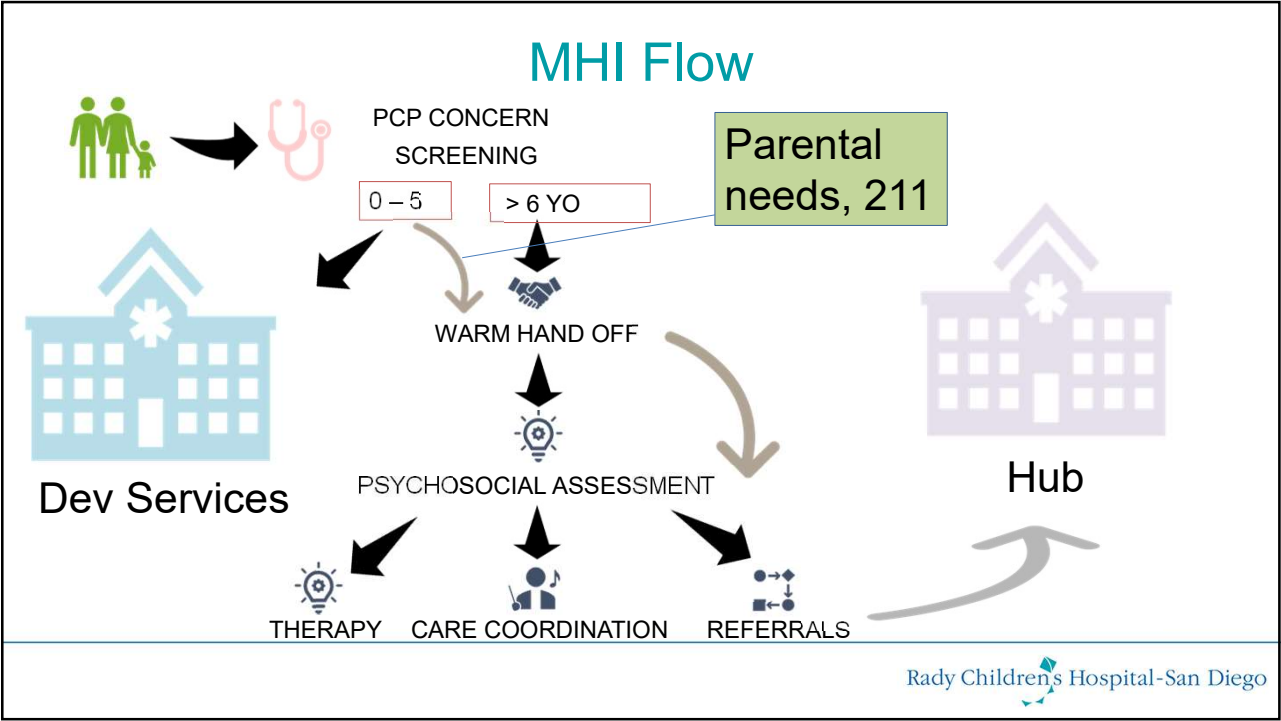 MHI Flow
PCP CONCERN
SCREENING
0 – 5
> 6 YO
Parental
needs, 211
WARM HAND OFF
PSYCHOSOCIAL ASSESSMENT
Dev Services
Hub
THERAPY
CARE COORDINATION
REFERRALS
Rady Children's Hospital-San Diego